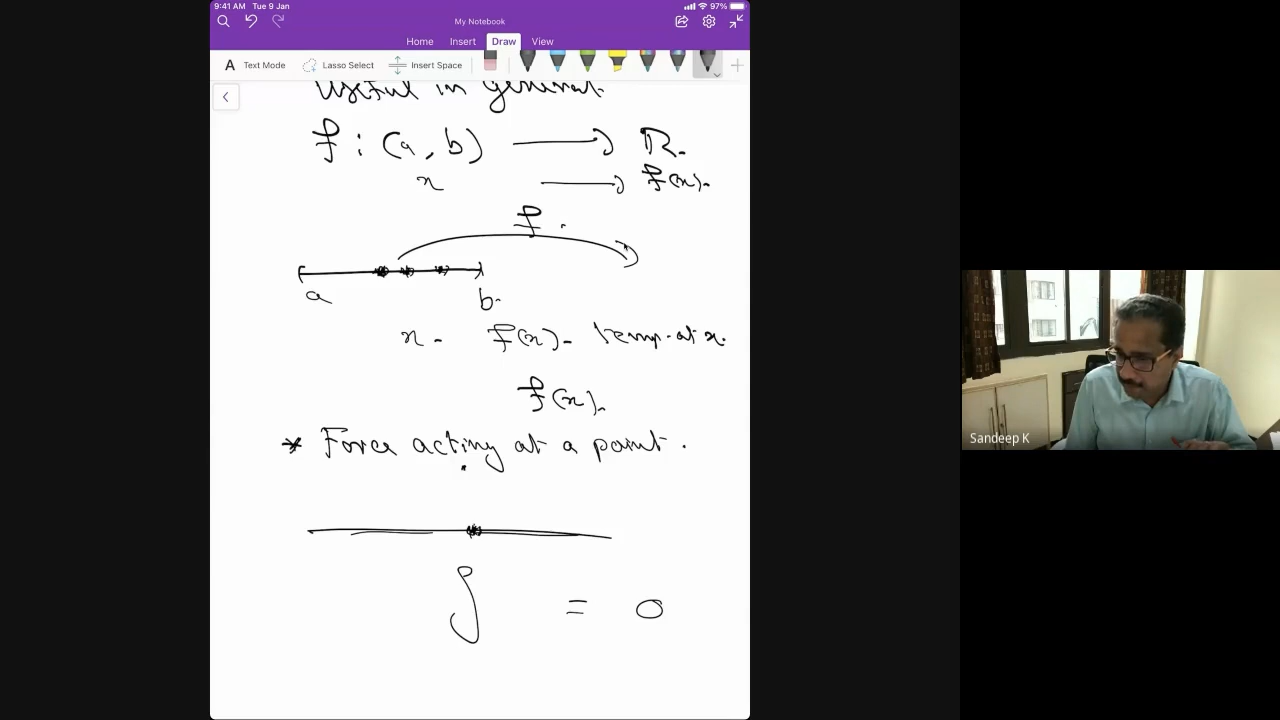 9:41 AM Tue 9 Jan 97%
My Notebook
Home Insert Draw View
A Text Mode Lasso Select Insert Space
Useful in general
f : (a, b) → ℝ.
x → f(x).
f.
a b.
x. f(x). temp. at x.
f(x).
* Force acting at a point.
∫ = 0
Sandeep K